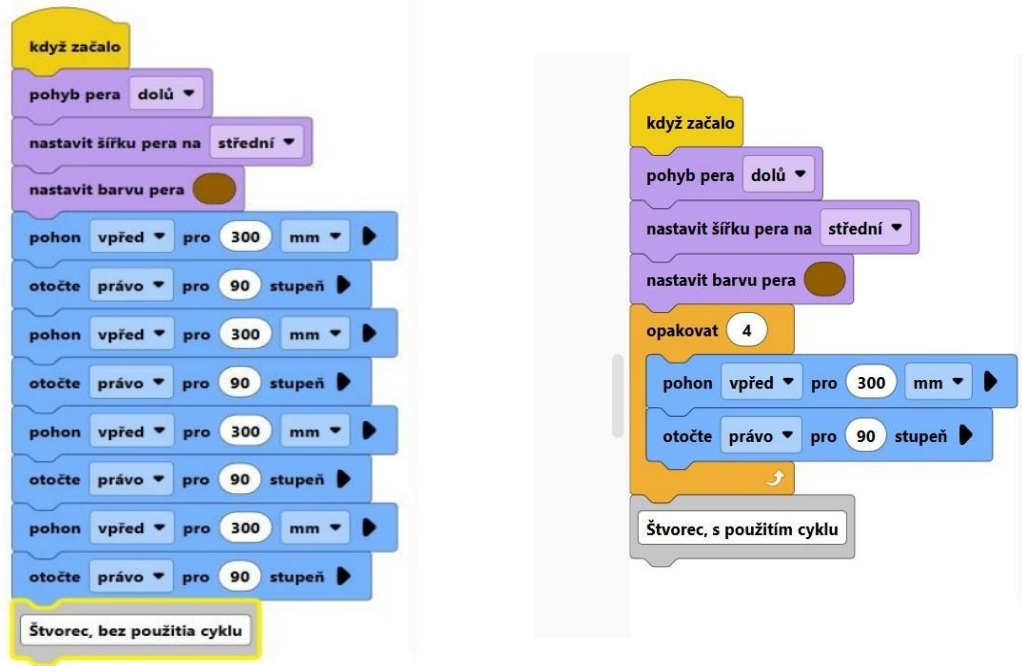 když začalo
pohyb pera dolů
nastavit šířku pera na střední
nastavit barvu pera
pohon vpřed pro 300 mm
otočte právo pro 90 stupeň
pohon vpřed pro 300 mm
otočte právo pro 90 stupeň
pohon vpřed pro 300 mm
otočte právo pro 90 stupeň
pohon vpřed pro 300 mm
otočte právo pro 90 stupeň
Štvorec, bez použitia cyklu
když začalo
pohyb pera dolů
nastavit šířku pera na střední
nastavit barvu pera
opakovat 4
pohon vpřed pro 300 mm
otočte právo pro 90 stupeň
Štvorec, s použitím cyklu